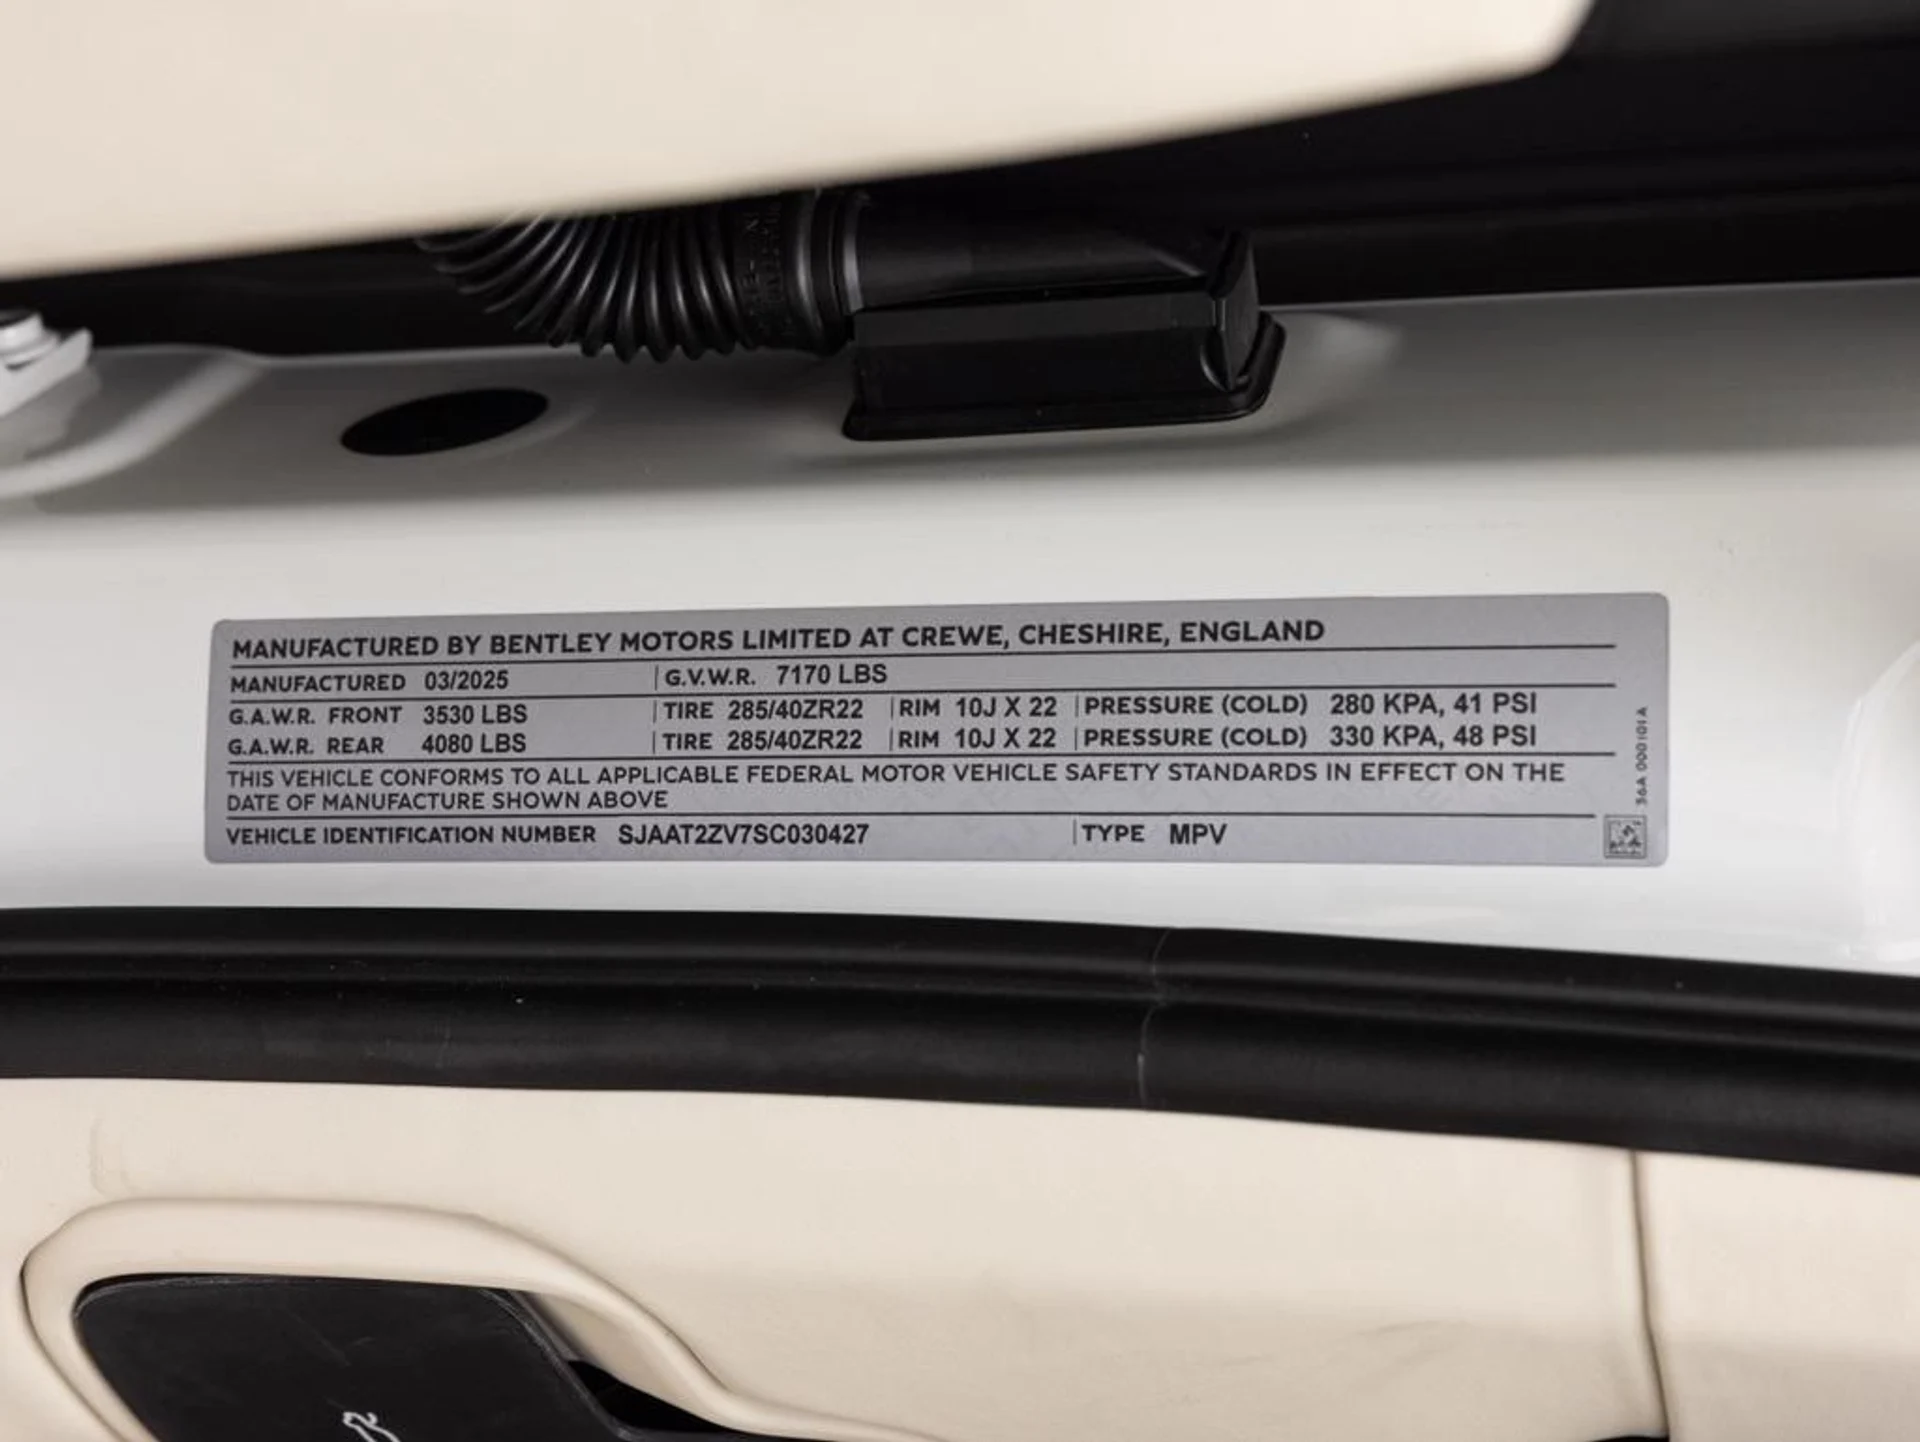 MANUFACTURED BY BENTLEY MOTORS LIMITED AT CREWE, CHESHIRE, ENGLAND
MANUFACTURED 03/2025 G.V.W.R. 7170 LBS
G.A.W.R. FRONT 3530 LBS TIRE 285/40ZR22 RIM 10J X 22 PRESSURE (COLD) 280 KPA, 41 PSI
G.A.W.R. REAR 4080 LBS TIRE 285/40ZR22 RIM 10J X 22 PRESSURE (COLD) 330 KPA, 48 PSI
THIS VEHICLE CONFORMS TO ALL APPLICABLE FEDERAL MOTOR VEHICLE SAFETY STANDARDS IN EFFECT ON THE
DATE OF MANUFACTURE SHOWN ABOVE
VEHICLE IDENTIFICATION NUMBER SJAAT2ZV7SC030427 TYPE MPV
36A 000101A